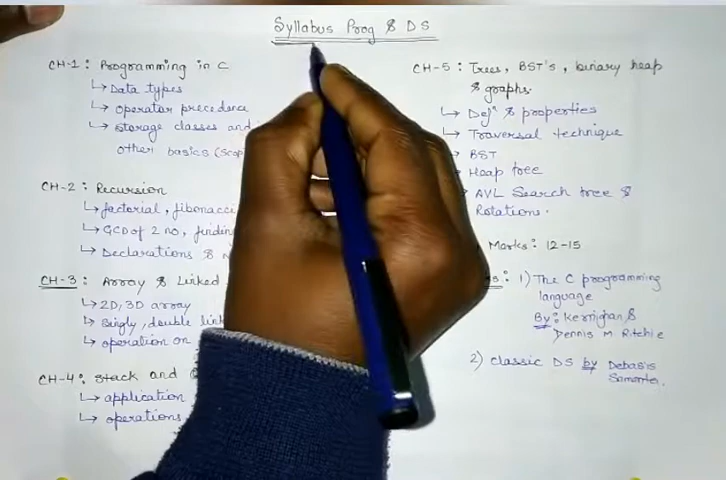 Syllabus Prog & DS
CH-1: Programming in C
↳ Data types
↳ operator precedence
↳ storage classes and
other basics (Scop
CH-2: Recursion
↳ factorial, fibonacci
↳ GCD of 2 no, findin
↳ Declarations &
CH-3: Array & Linked
↳ 2D, 3D array
↳ singly, double link
↳ operation on
CH-4: Stack and
↳ application
↳ operations
CH-5: Trees, BST's, binary heap
& graphs.
↳ Defⁿ & properties
↳ Traversal technique
BST
Heap tree
AVL Search tree &
Rotations.
Marks: 12-15
1) The C programming
language
By: Kernighan &
Dennis M Ritchie
2) classic DS by Debasis
Samanta.